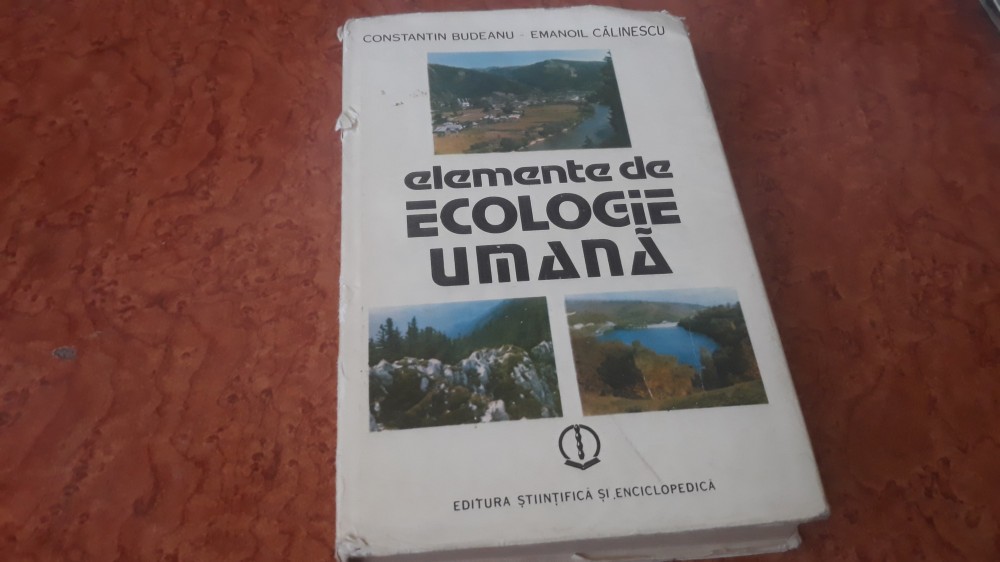 CONSTANTIN BUDEANU - EMANOIL CĂLINESCU
elemente de
ECOLOGiE
UMANĂ
EDITURA ȘTIINȚIFICĂ ȘI ENCICLOPEDICĂ